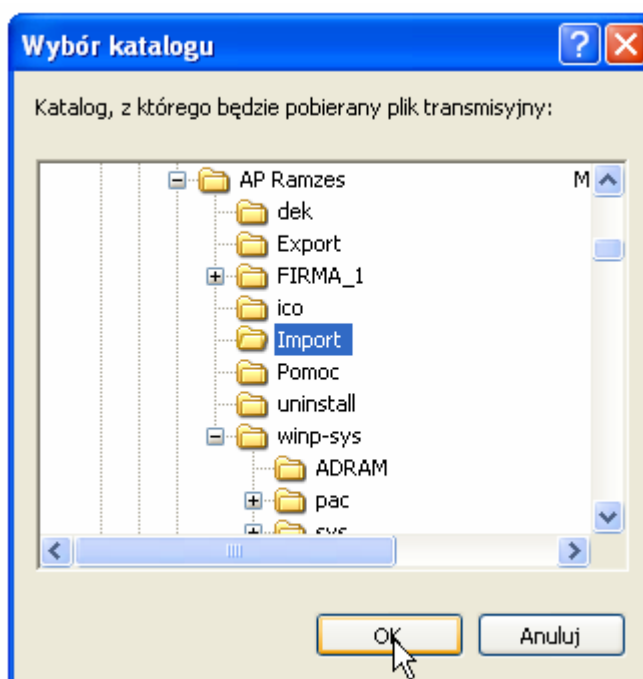 Wybór katalogu
Katalog, z którego będzie pobierany plik transmisyjny:
AP Ramzes M
dek
Export
FIRMA_1
ico
Import
Pomoc
uninstall
winp-sys
ADRAM
pac
sys
OK Anuluj